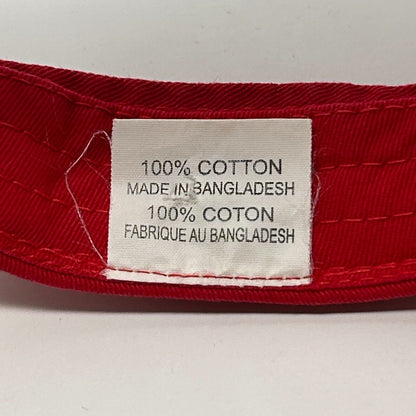 100% COTTON
MADE IN BANGLADESH
100% COTON
FABRIQUE AU BANGLADESH